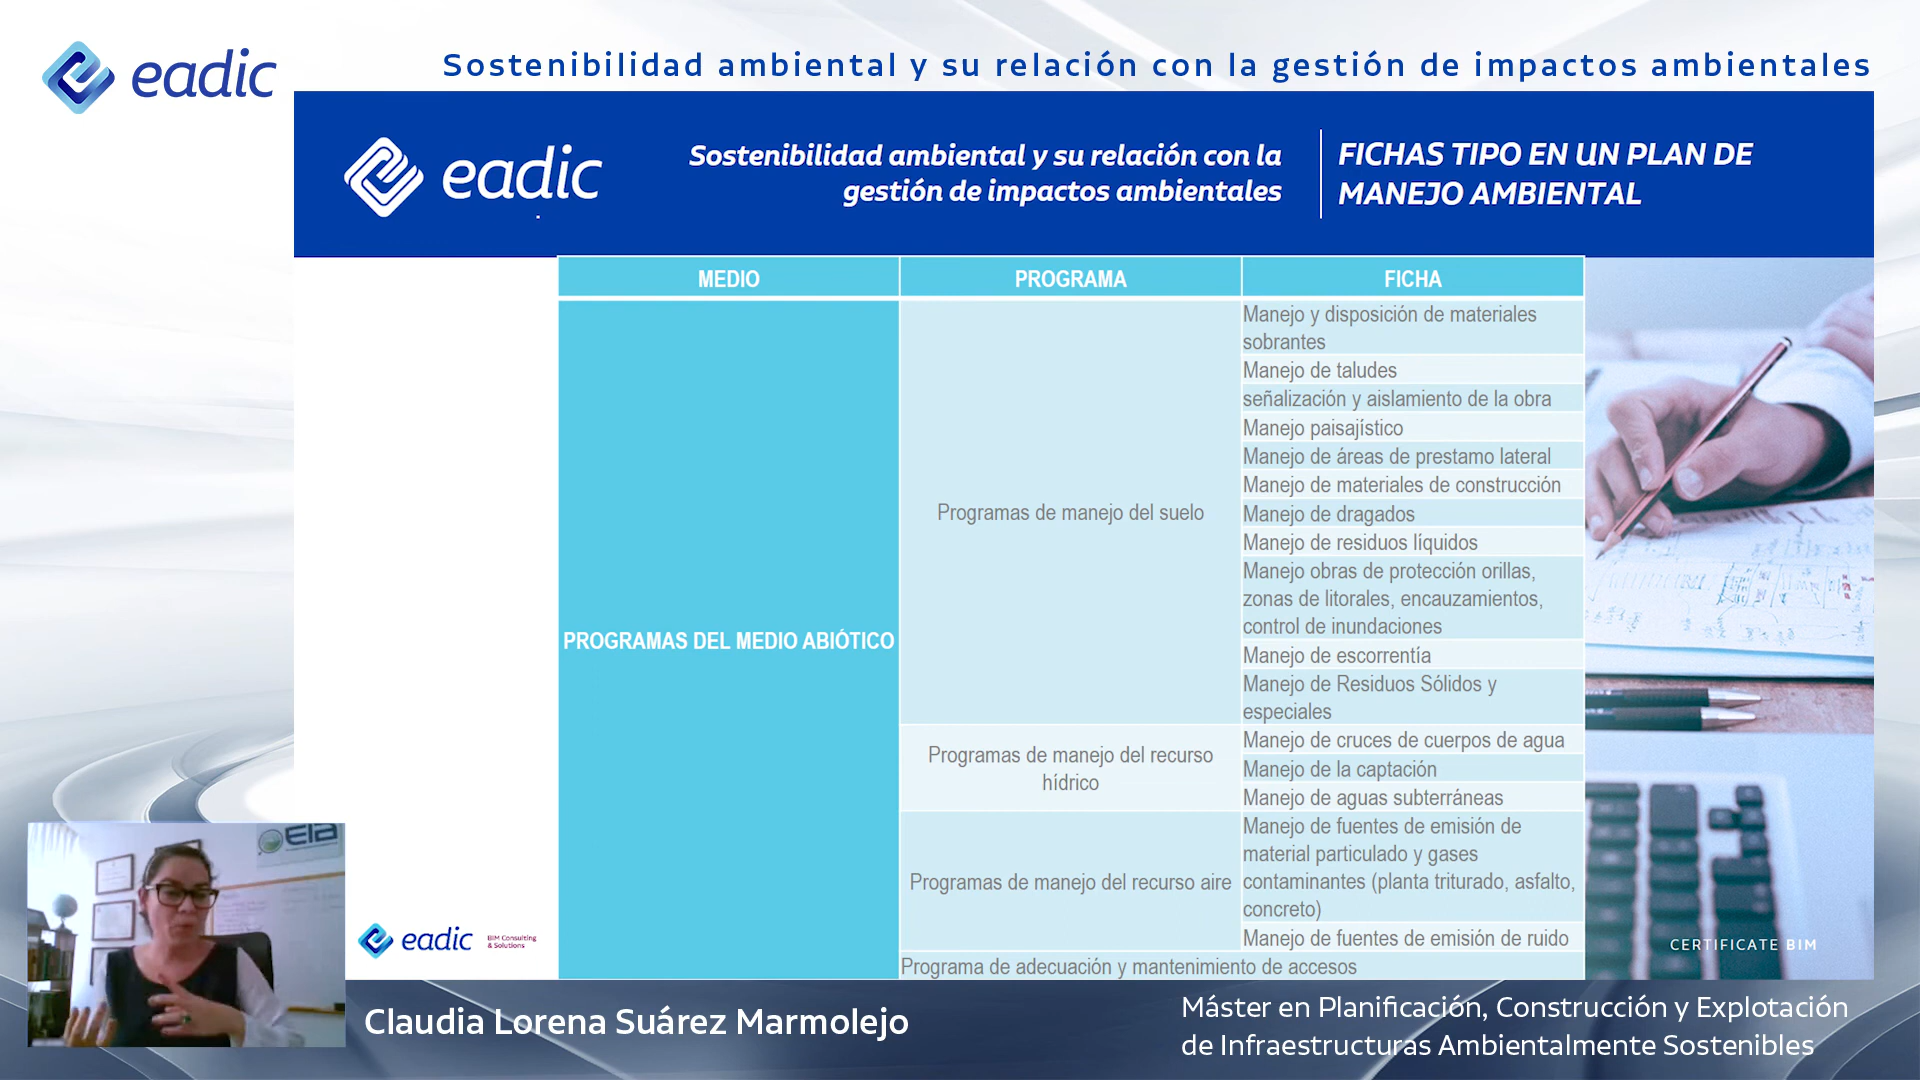 eadic
Sostenibilidad ambiental y su relación con la gestión de impactos ambientales
eadic
Sostenibilidad ambiental y su relación con la
gestión de impactos ambientales
FICHAS TIPO EN UN PLAN DE
MANEJO AMBIENTAL
MEDIO
PROGRAMA
FICHA
PROGRAMAS DEL MEDIO ABIÓTICO
Programas de manejo del suelo
Manejo y disposición de materiales
sobrantes
Manejo de taludes
señalización y aislamiento de la obra
Manejo paisajístico
Manejo de áreas de prestamo lateral
Manejo de materiales de construcción
Manejo de dragados
Manejo de residuos líquidos
Manejo obras de protección orillas,
zonas de litorales, encauzamientos,
control de inundaciones
Manejo de escorrentía
Manejo de Residuos Sólidos y
especiales
Programas de manejo del recurso
hídrico
Manejo de cruces de cuerpos de agua
Manejo de la captación
Manejo de aguas subterráneas
Programas de manejo del recurso aire
Manejo de fuentes de emisión de
material particulado y gases
contaminantes (planta triturado, asfalto,
concreto)
Manejo de fuentes de emisión de ruido
Programa de adecuación y mantenimiento de accesos
eadic
BIM Consulting
& Solutions
CERTIFICATE BIM
EIA
Claudia Lorena Suárez Marmolejo
Máster en Planificación, Construcción y Explotación
de Infraestructuras Ambientalmente Sostenibles